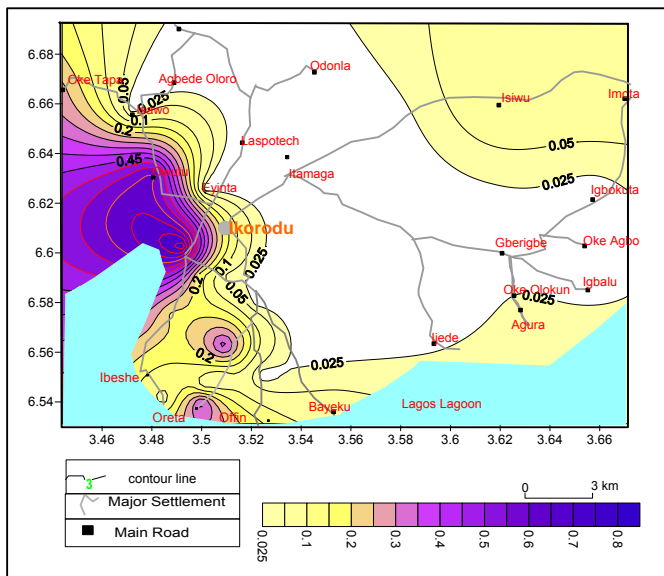 6.68
6.66
6.64
6.62
6.6
6.58
6.56
6.54
Oke Tapa
Agbede Oloro
Odonla
Isiwu
Imota
0.05
0.025
0.1
0.2
0.45
Laspotech
Itamaga
Eyinta
Ikorodu
0.05
0.025
Igbokuta
Gberigbe
Oke Agbo
Igbalu
Oke Olokun
0.025
Agura
Ijede
0.025
0.1
0.05
0.2
0.2
0.025
Ibeshe
Oreta
Offin
Bayeku
Lagos Lagoon
3.46 3.48 3.5 3.52 3.54 3.56 3.58 3.6 3.62 3.64 3.66
3
contour line
Major Settlement
Main Road
0 3 km
0.025 0.1 0.2 0.3 0.4 0.5 0.6 0.7 0.8